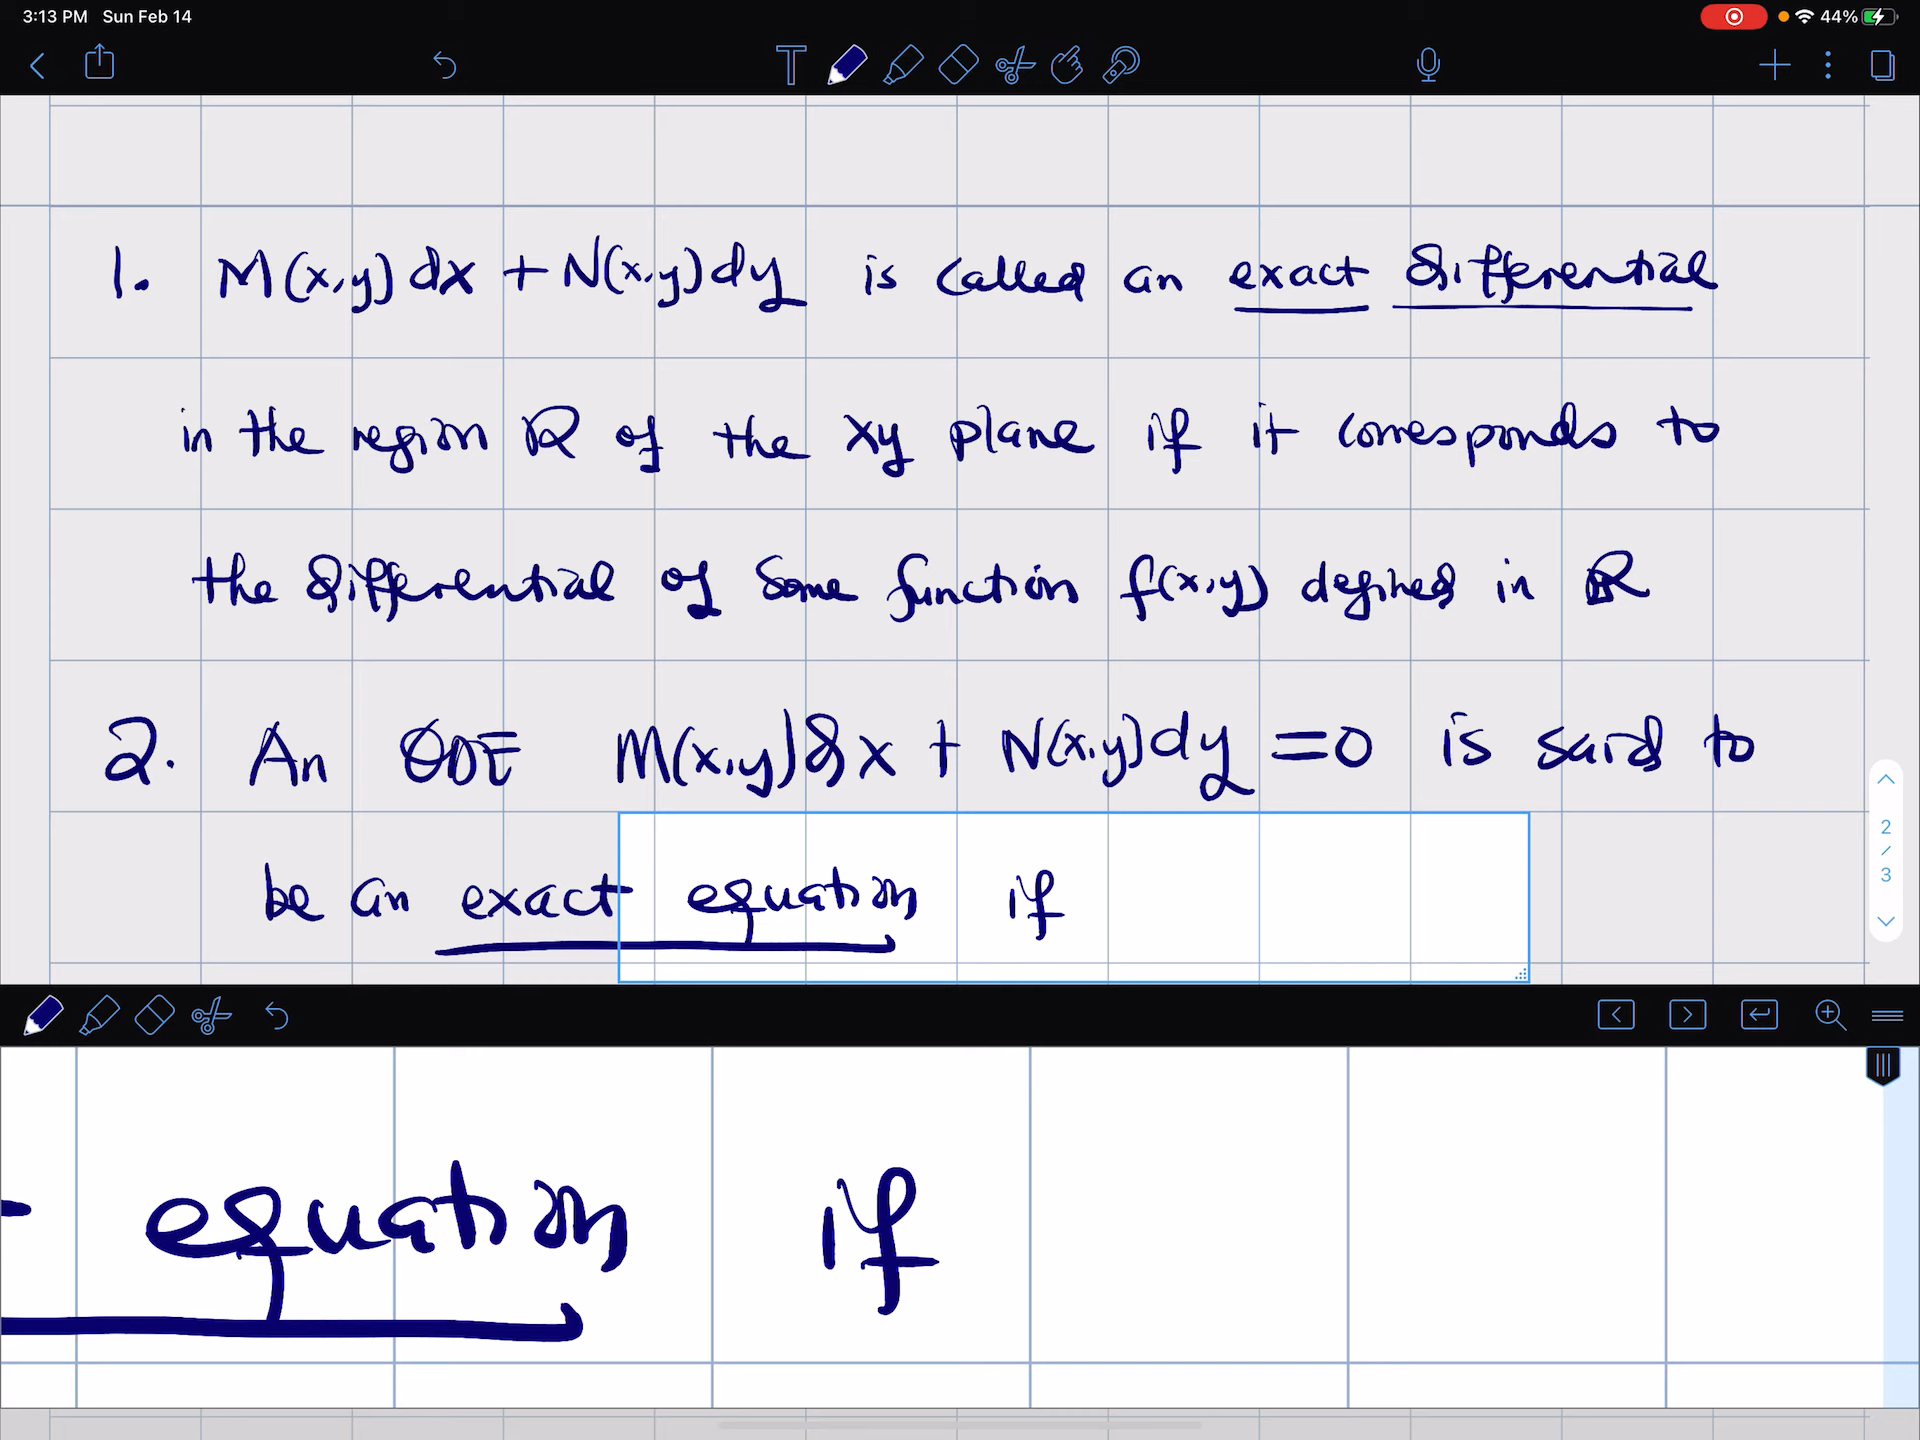 3:13 PM Sun Feb 14
44%
1. M(x,y) dx + N(x,y) dy is called an exact differential
in the region R of the xy plane if it corresponds to
the differential of some function f(x,y) defined in R
2. An ODE M(x,y) dx + N(x,y) dy = 0 is said to
be an exact equation if
2
/
3
equation if